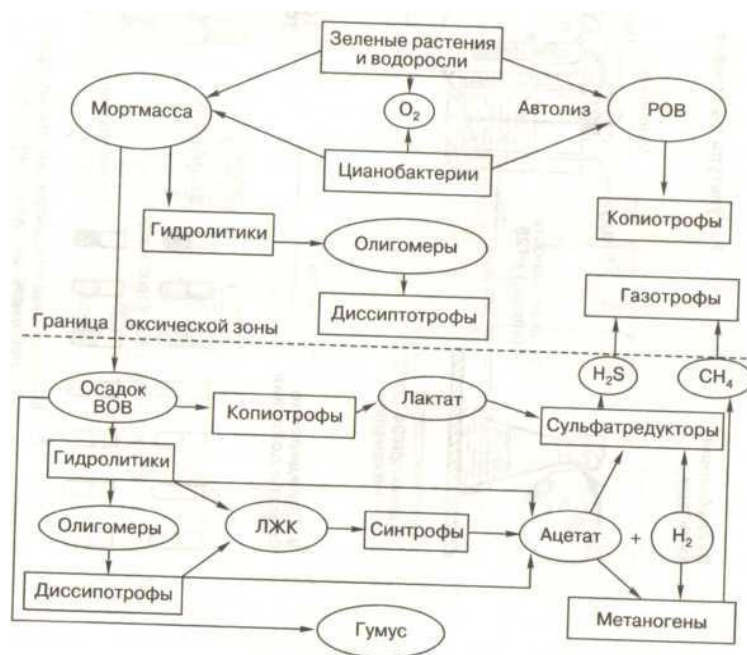 Зеленые растения
и водоросли
Мортмасса
O₂
Автолиз
РОВ
Цианобактерии
Копиотрофы
Гидролитики
Олигомеры
Газотрофы
Диссиптотрофы
Граница оксической зоны
H₂S
CH₄
Осадок
ВОВ
Копиотрофы
Лактат
Сульфатредукторы
Гидролитики
Олигомеры
ЛЖК
Синтрофы
Ацетат
+
H₂
Диссипотрофы
Метаногены
Гумус